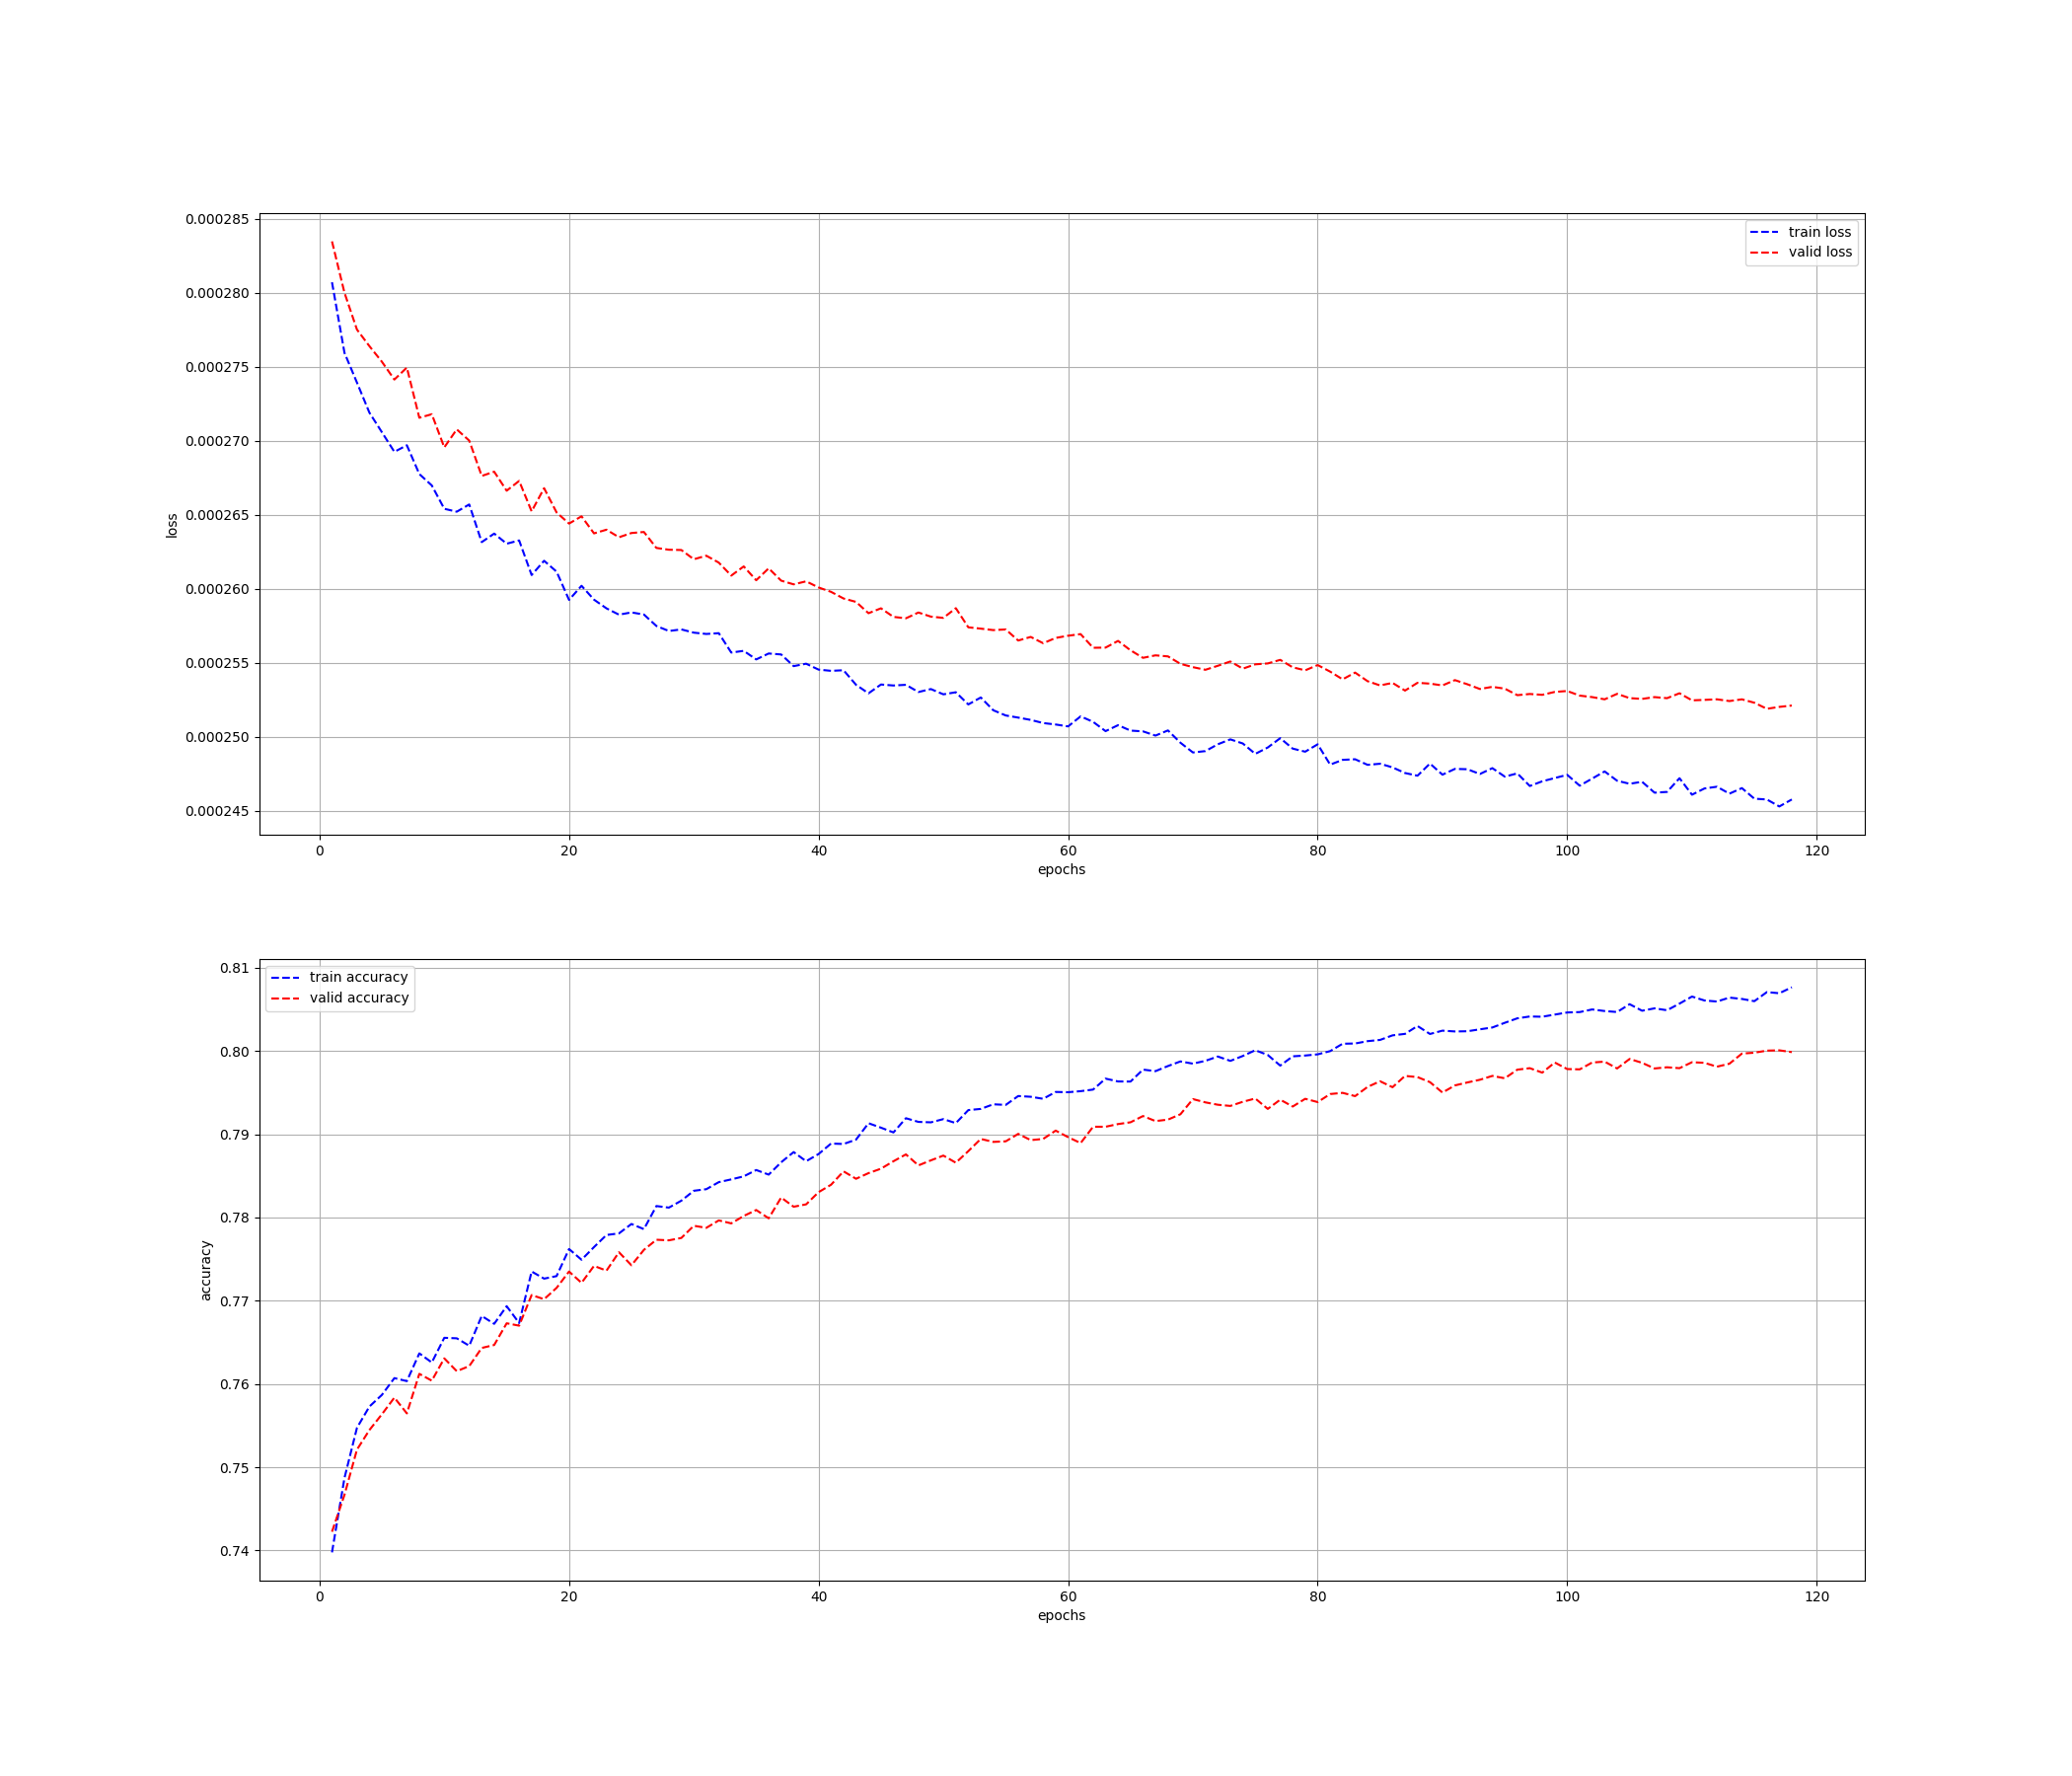 0.000285
0.000280
0.000275
0.000270
0.000265
0.000260
0.000255
0.000250
0.000245
loss
train loss
valid loss
0 20 40 60 80 100 120
epochs
0.81
0.80
0.79
0.78
0.77
0.76
0.75
0.74
accuracy
train accuracy
valid accuracy
0 20 40 60 80 100 120
epochs